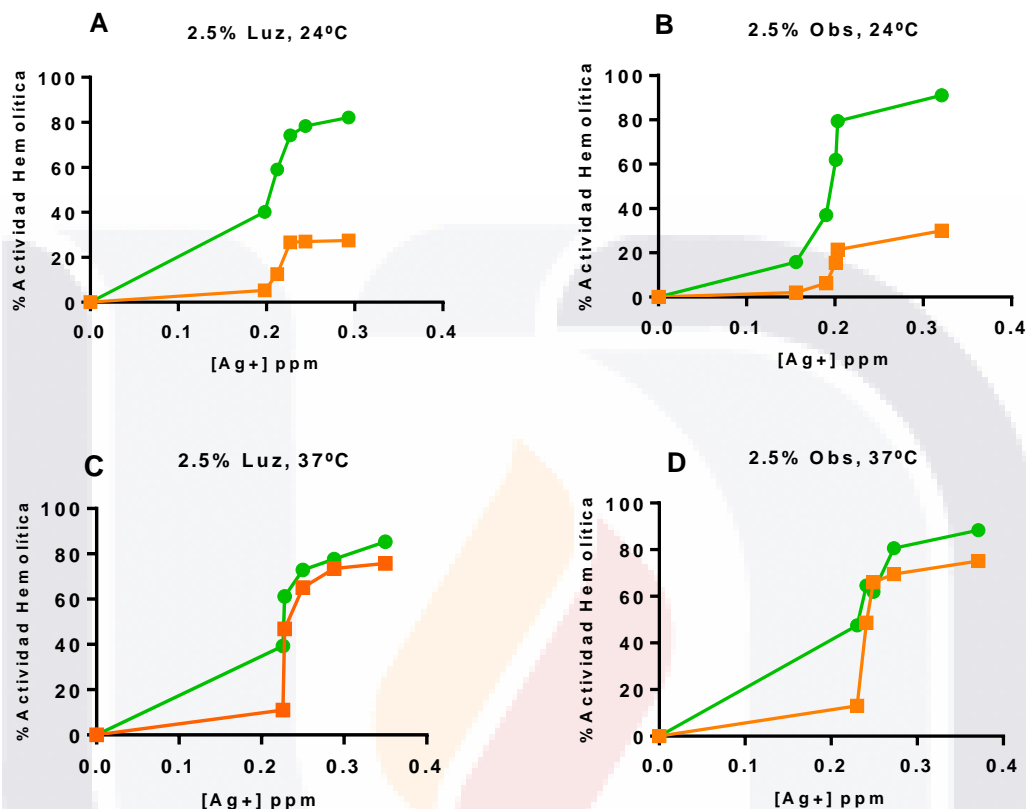 A
2.5% Luz, 24ºC
% Actividad Hemolítica
100
80
60
40
20
0
0.0 0.1 0.2 0.3 0.4
[Ag+] ppm
B
2.5% Obs, 24ºC
% Actividad Hemolítica
100
80
60
40
20
0
0.0 0.1 0.2 0.3 0.4
[Ag+] ppm
C
2.5% Luz, 37ºC
% Actividad Hemolítica
100
80
60
40
20
0
0.0 0.1 0.2 0.3 0.4
[Ag+] ppm
D
2.5% Obs, 37ºC
% Actividad Hemolítica
100
80
60
40
20
0
0.0 0.1 0.2 0.3 0.4
[Ag+] ppm